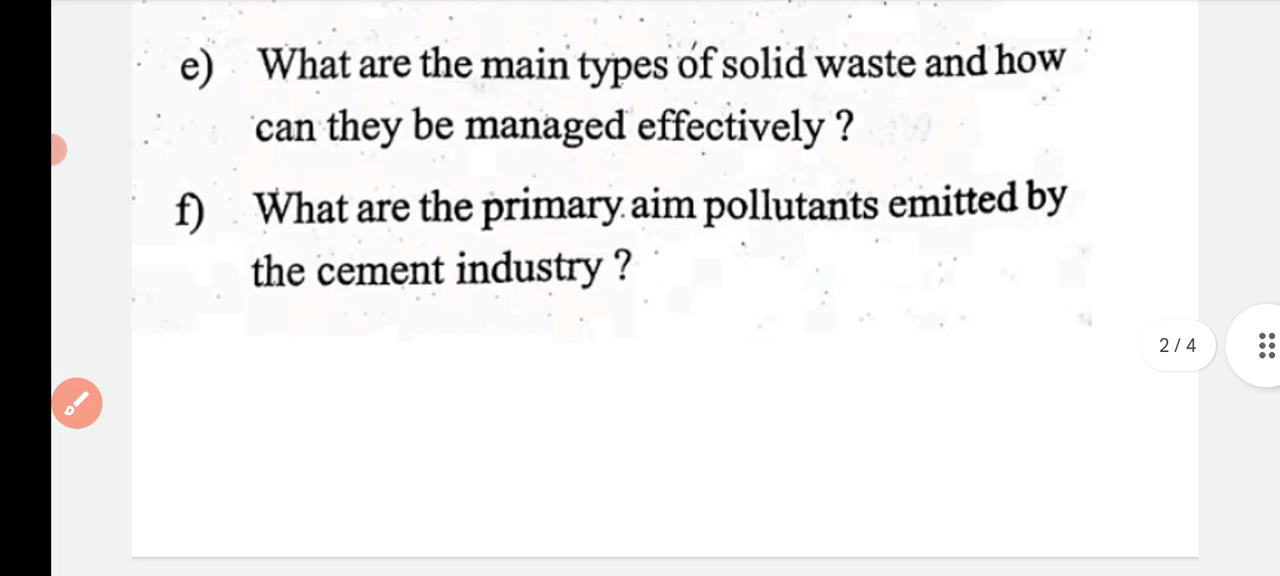 e) What are the main types of solid waste and how
can they be managed effectively ?
f) What are the primary aim pollutants emitted by
the cement industry ?
2 / 4